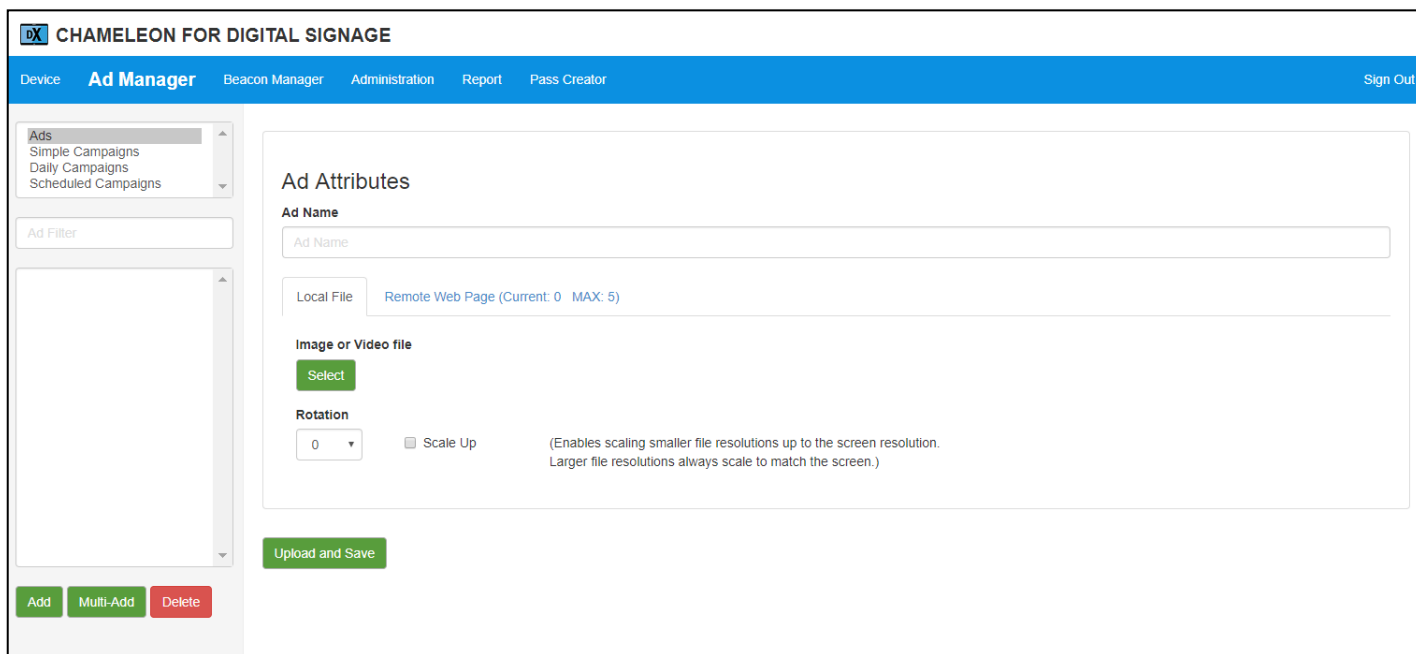 DX CHAMELEON FOR DIGITAL SIGNAGE
Device Ad Manager Beacon Manager Administration Report Pass Creator Sign Out
Ads
Simple Campaigns
Daily Campaigns
Scheduled Campaigns
Ad Filter
Add Multi-Add Delete
Ad Attributes
Ad Name
Ad Name
Local File Remote Web Page (Current: 0 MAX: 5)
Image or Video file
Select
Rotation
0 Scale Up (Enables scaling smaller file resolutions up to the screen resolution.
Larger file resolutions always scale to match the screen.)
Upload and Save